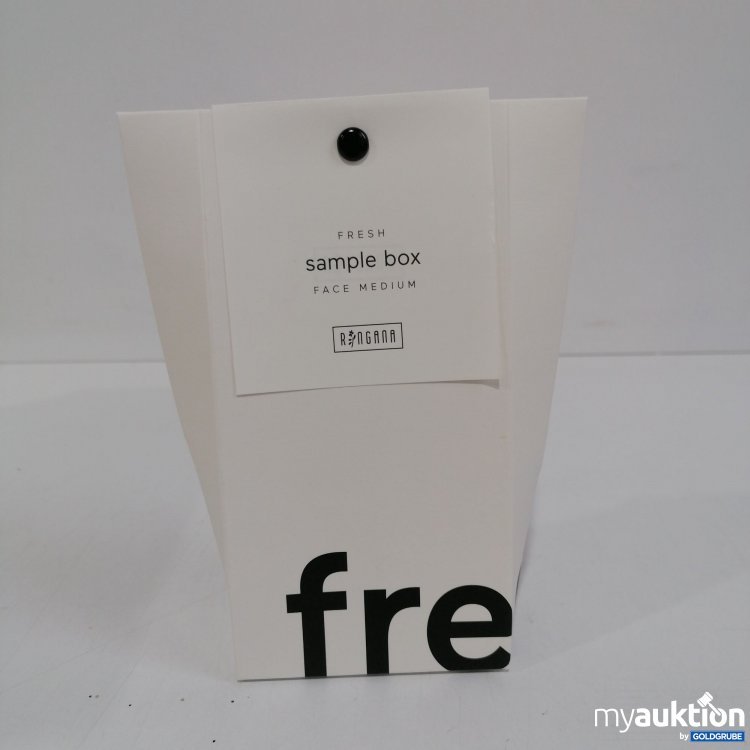 FRESH
sample box
FACE MEDIUM
RINGANA
fre
myauktion
by GOLDGRUBE